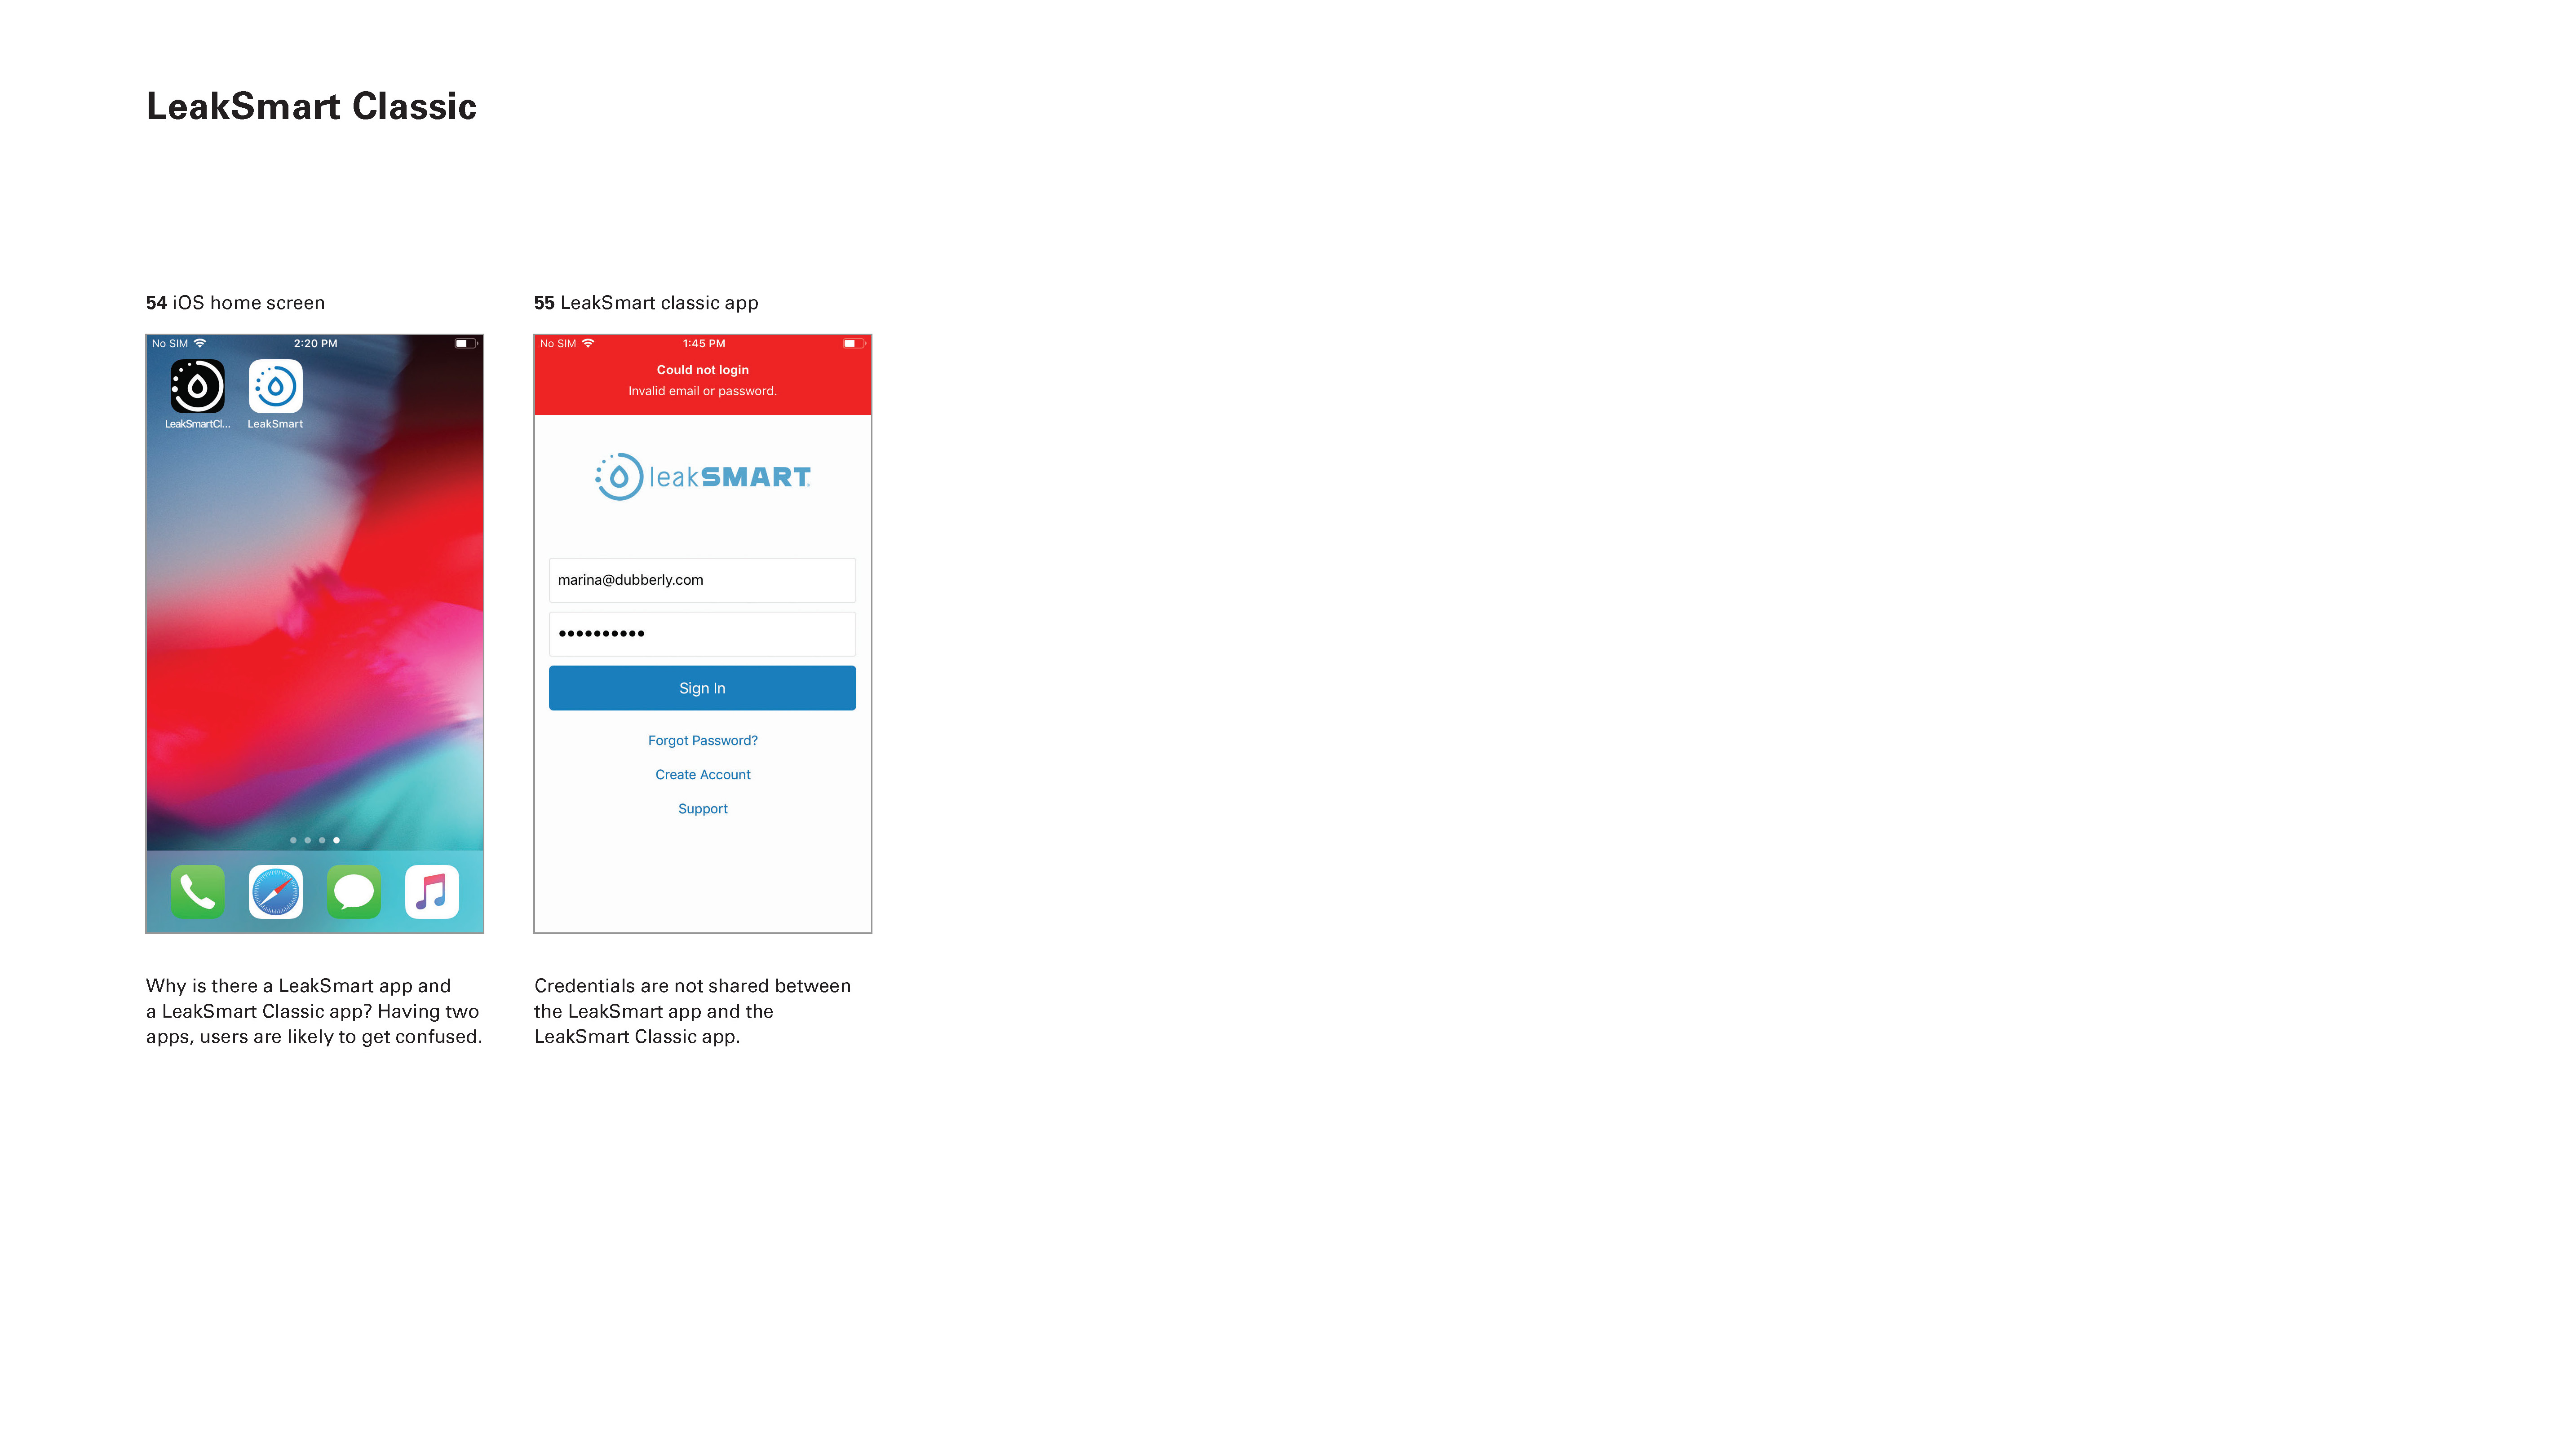 LeakSmart Classic
54 iOS home screen
No SIM 2:20 PM
LeakSmartCl... LeakSmart
Why is there a LeakSmart app and
a LeakSmart Classic app? Having two
apps, users are likely to get confused.
55 LeakSmart classic app
No SIM 1:45 PM
Could not login
Invalid email or password.
leakSMART
marina@dubberly.com
••••••••••
Sign In
Forgot Password?
Create Account
Support
Credentials are not shared between
the LeakSmart app and the
LeakSmart Classic app.